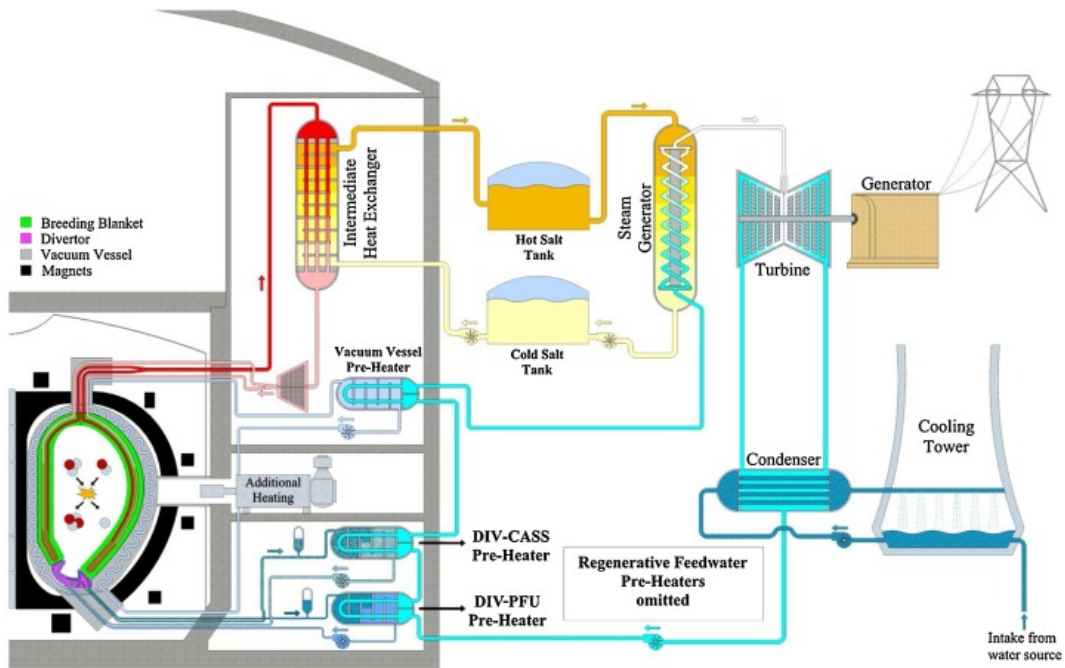 Breeding Blanket
Divertor
Vacuum Vessel
Magnets
Intermediate
Heat Exchanger
Hot Salt
Tank
Cold Salt
Tank
Steam
Generator
Turbine
Generator
Vacuum Vessel
Pre-Heater
Additional
Heating
DIV-CASS
Pre-Heater
DIV-PFU
Pre-Heater
Regenerative Feedwater
Pre-Heaters
omitted
Condenser
Cooling
Tower
Intake from
water source